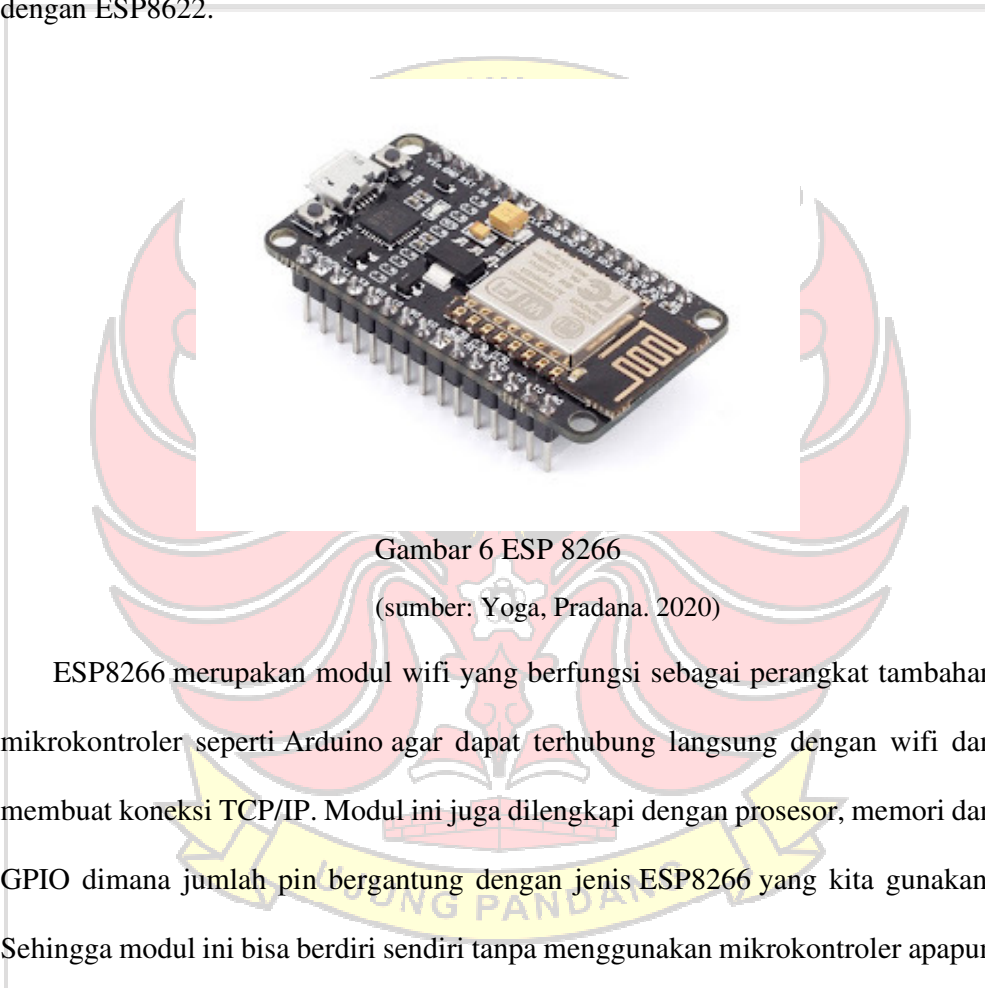 dengan ESP8622.
Gambar 6 ESP 8266
(sumber: Yoga, Pradana. 2020)
ESP8266 merupakan modul wifi yang berfungsi sebagai perangkat tambahan
mikrokontroler seperti Arduino agar dapat terhubung langsung dengan wifi dan
membuat koneksi TCP/IP. Modul ini juga dilengkapi dengan prosesor, memori dan
GPIO dimana jumlah pin bergantung dengan jenis ESP8266 yang kita gunakan
Sehingga modul ini bisa berdiri sendiri tanpa menggunakan mikrokontroler apapun
UJUNG PANDANG